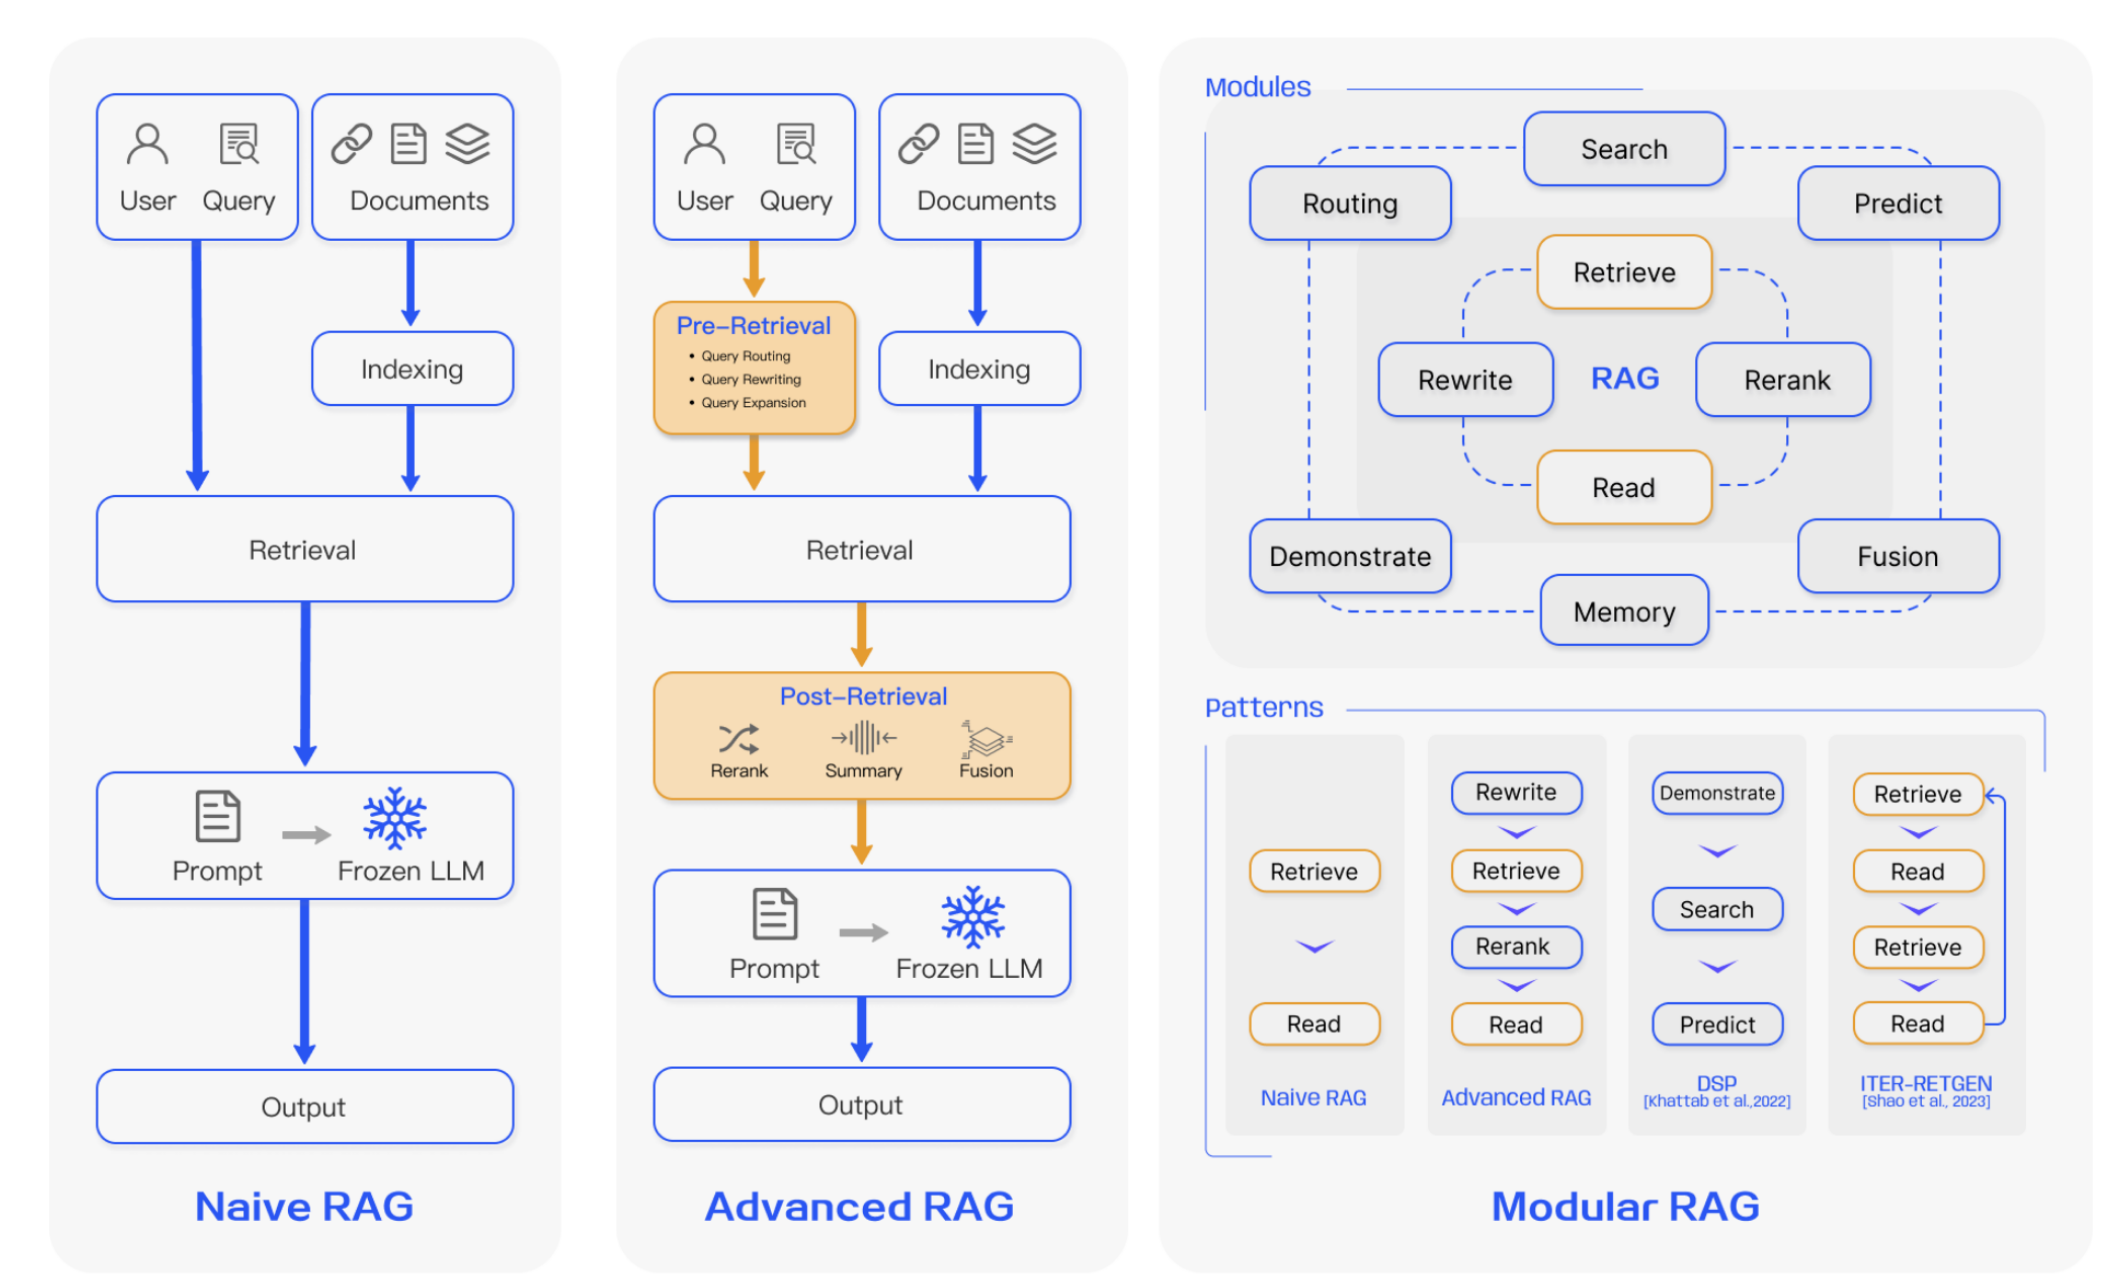 User Query
Documents
Indexing
Retrieval
Prompt
Frozen LLM
Output
Naive RAG
User Query
Documents
Pre–Retrieval
• Query Routing
• Query Rewriting
• Query Expansion
Indexing
Retrieval
Post–Retrieval
Rerank
Summary
Fusion
Prompt
Frozen LLM
Output
Advanced RAG
Modules
Search
Routing
Predict
Retrieve
Rewrite
RAG
Rerank
Read
Demonstrate
Fusion
Memory
Patterns
Retrieve
Read
Naive RAG
Rewrite
Retrieve
Rerank
Read
Advanced RAG
Demonstrate
Search
Predict
DSP
[Khattab et al.,2022]
Retrieve
Read
Retrieve
Read
ITER-RETGEN
[Shao et al., 2023]
Modular RAG